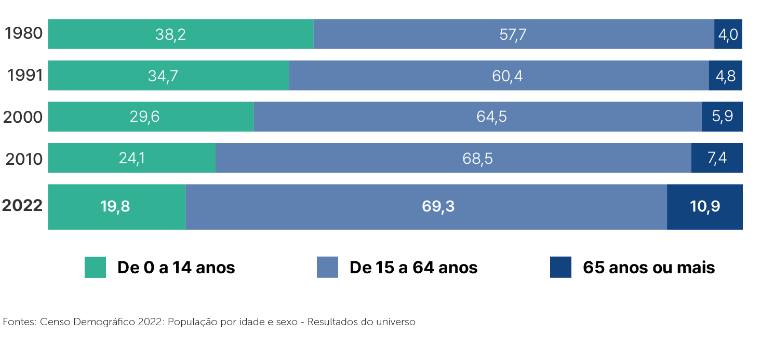 1980 38,2 57,7 4,0
1991 34,7 60,4 4,8
2000 29,6 64,5 5,9
2010 24,1 68,5 7,4
2022 19,8 69,3 10,9
De 0 a 14 anos De 15 a 64 anos 65 anos ou mais
Fontes: Censo Demográfico 2022: População por idade e sexo - Resultados do universo